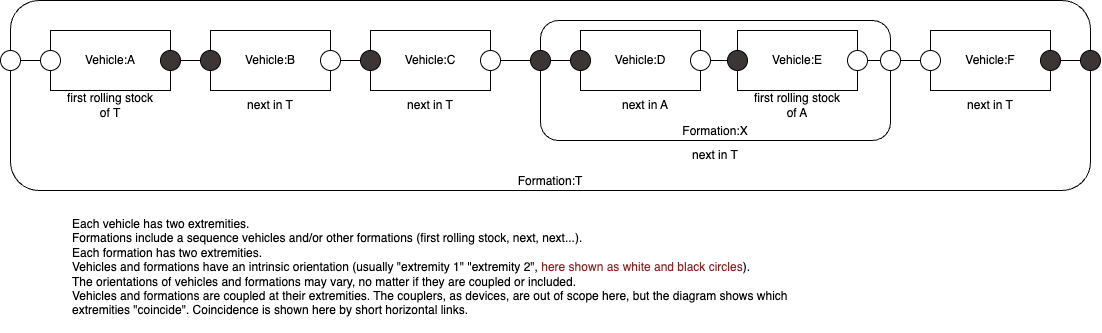 Vehicle:A
Vehicle:B
Vehicle:C
Vehicle:D
Vehicle:E
Vehicle:F
first rolling stock
of T
next in T
next in T
next in A
first rolling stock
of A
next in T
Formation:X
next in T
Formation:T
Each vehicle has two extremities.
Formations include a sequence vehicles and/or other formations (first rolling stock, next, next...).
Each formation has two extremities.
Vehicles and formations have an intrinsic orientation (usually "extremity 1" "extremity 2", here shown as white and black circles).
The orientations of vehicles and formations may vary, no matter if they are coupled or included.
Vehicles and formations are coupled at their extremities. The couplers, as devices, are out of scope here, but the diagram shows which
extremities "coincide". Coincidence is shown here by short horizontal links.